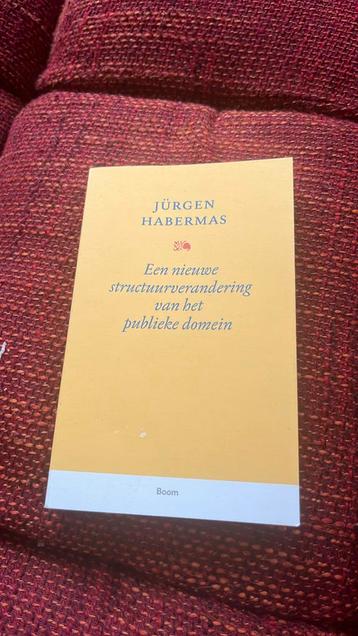 JÜRGEN
HABERMAS
Een nieuwe
structuurverandering
van het
publieke domein
Boom